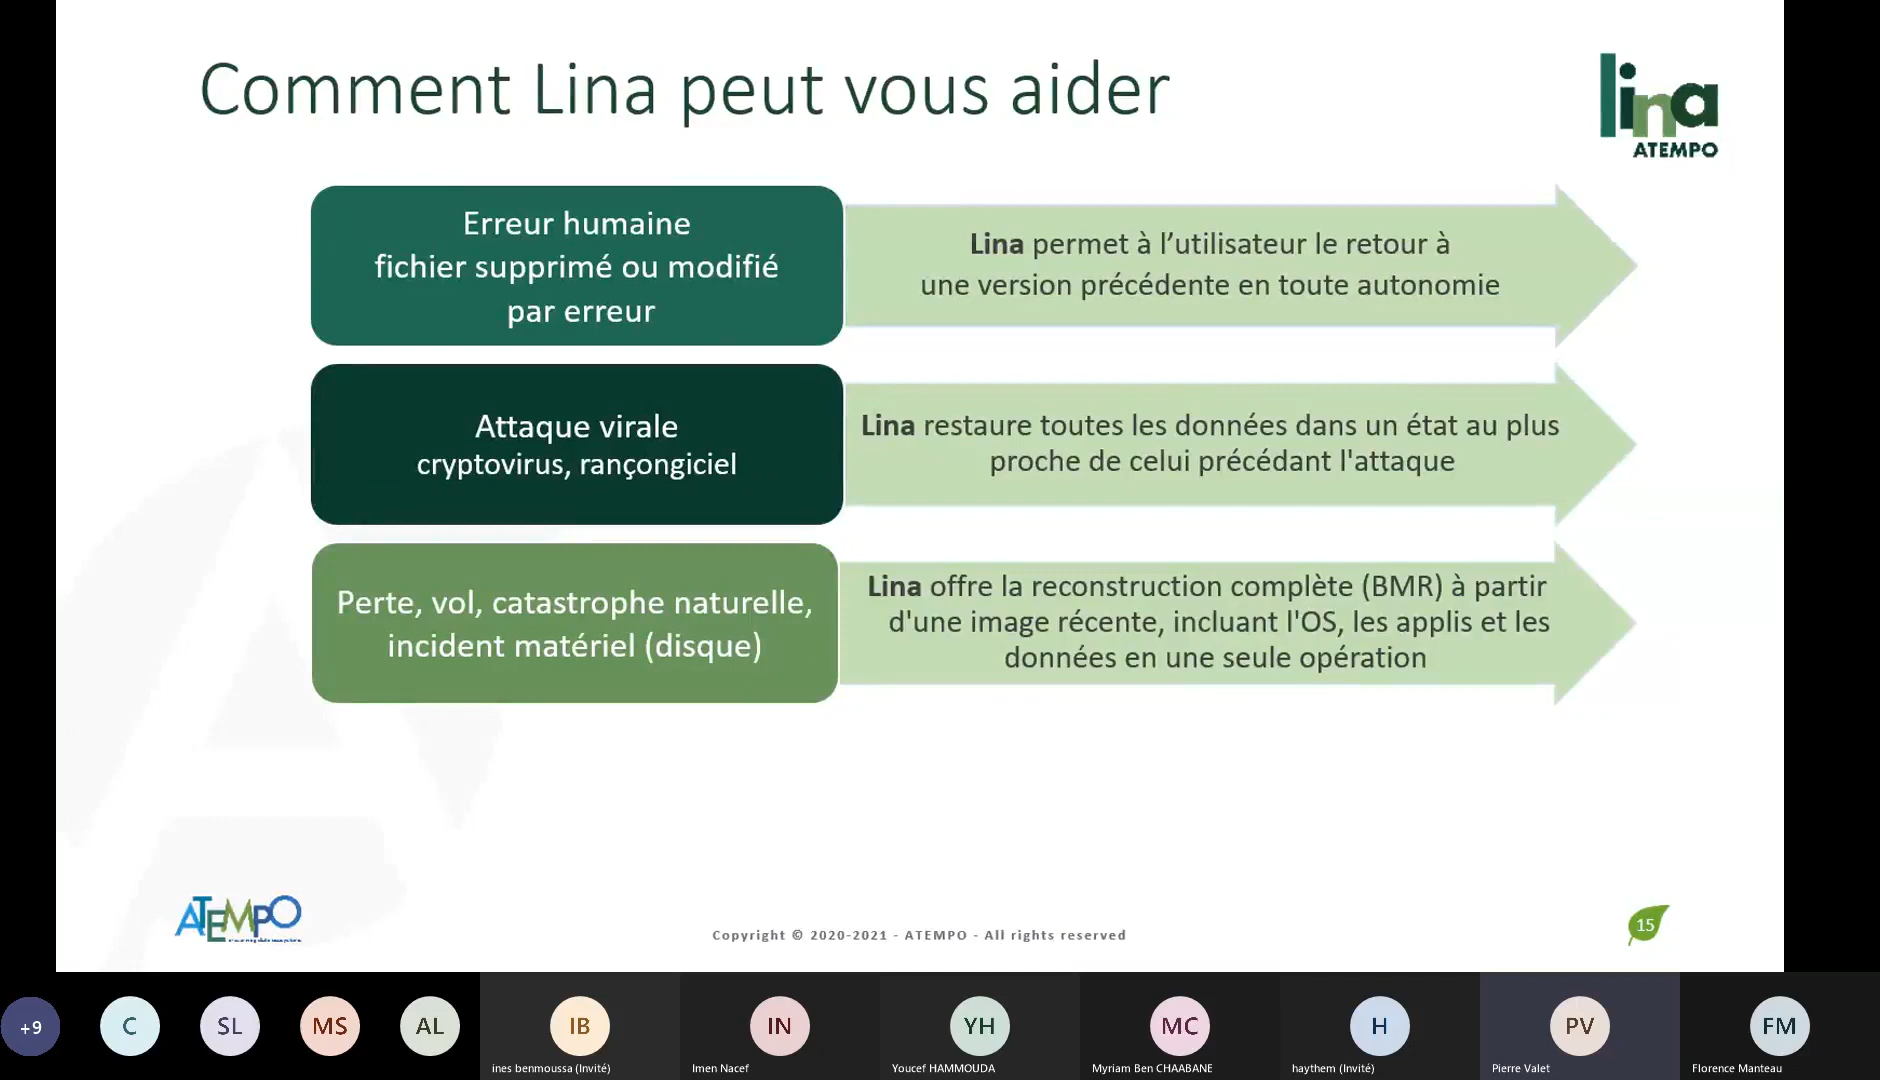 Comment Lina peut vous aider
lina
ATEMPO
Erreur humaine
fichier supprimé ou modifié
par erreur
Lina permet à l’utilisateur le retour à
une version précédente en toute autonomie
Attaque virale
cryptovirus, rançongiciel
Lina restaure toutes les données dans un état au plus
proche de celui précédant l'attaque
Perte, vol, catastrophe naturelle,
incident matériel (disque)
Lina offre la reconstruction complète (BMR) à partir
d'une image récente, incluant l'OS, les applis et les
données en une seule opération
ATEMPO
Copyright © 2020-2021 - ATEMPO - All rights reserved
15
+9
C
SL
MS
AL
IB
IN
YH
MC
H
PV
FM
ines benmoussa (Invité)
Imen Nacef
Youcef HAMMOUDA
Myriam Ben CHAABANE
haythem (Invité)
Pierre Valet
Florence Manteau